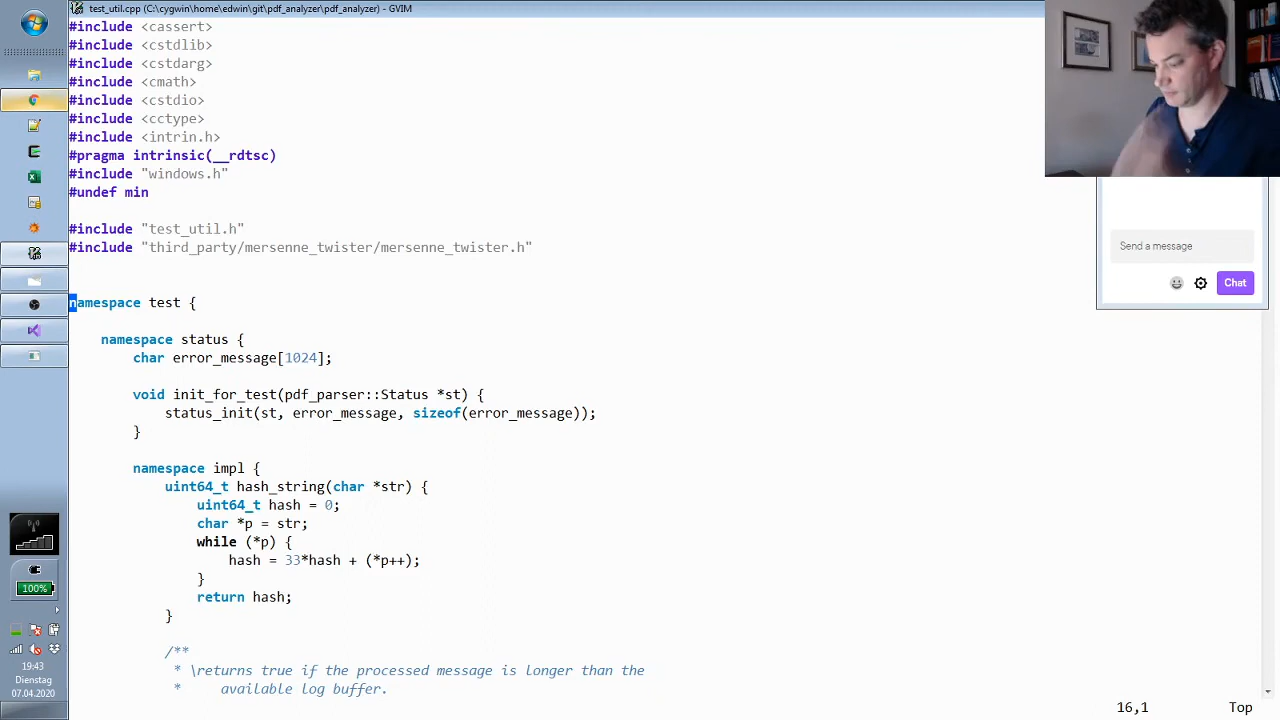 test_util.cpp (C:\cygwin\home\edwin\git\pdf_analyzer\pdf_analyzer) - GVIM
#include <cassert>
#include <cstdlib>
#include <cstdarg>
#include <cmath>
#include <cstdio>
#include <cctype>
#include <intrin.h>
#pragma intrinsic(__rdtsc)
#include "windows.h"
#undef min
#include "test_util.h"
#include "third_party/mersenne_twister/mersenne_twister.h"
namespace test {
namespace status {
char error_message[1024];
void init_for_test(pdf_parser::Status *st) {
status_init(st, error_message, sizeof(error_message));
}
namespace impl {
uint64_t hash_string(char *str) {
uint64_t hash = 0;
char *p = str;
while (*p) {
hash = 33*hash + (*p++);
}
return hash;
}
/**
* \returns true if the processed message is longer than the
*     available log buffer.
16,1 Top
Send a message
Chat
100%
19:43
Dienstag
07.04.2020